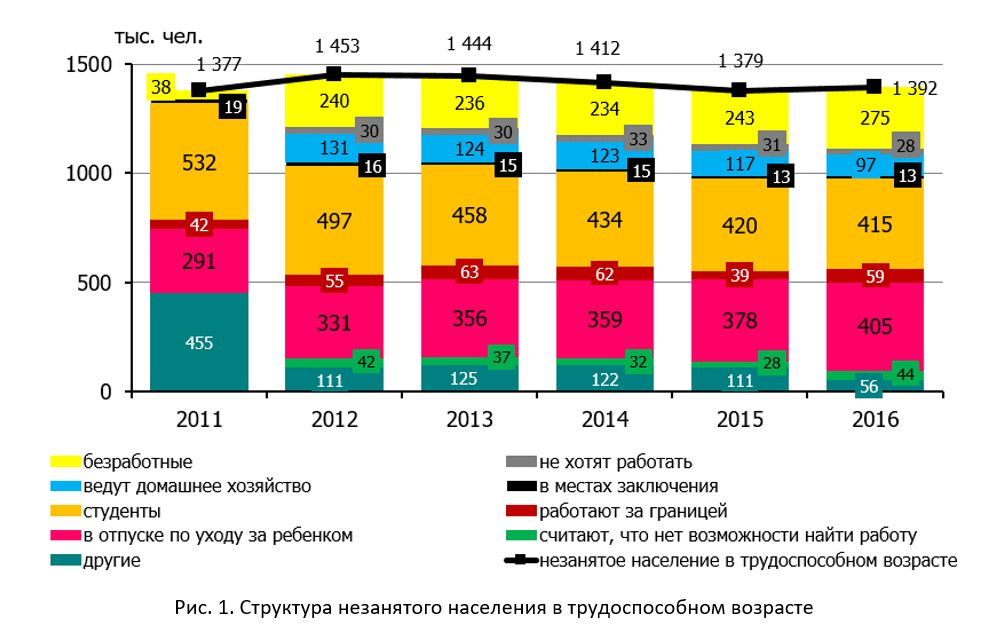 тыс. чел.
1 377 1 453 1 444 1 412 1 379 1 392
1500
1000
500
0
38 19 532 42 291 455
240 30 131 16 497 55 331 42 111
236 30 124 15 458 63 356 37 125
234 33 123 15 434 62 359 32 122
243 31 117 13 420 39 378 28 111
275 28 97 13 415 59 405 44 56
2011 2012 2013 2014 2015 2016
безработные
не хотят работать
ведут домашнее хозяйство
в местах заключения
студенты
работают за границей
в отпуске по уходу за ребенком
считают, что нет возможности найти работу
другие
незанятое население в трудоспособном возрасте
Рис. 1. Структура незанятого населения в трудоспособном возрасте